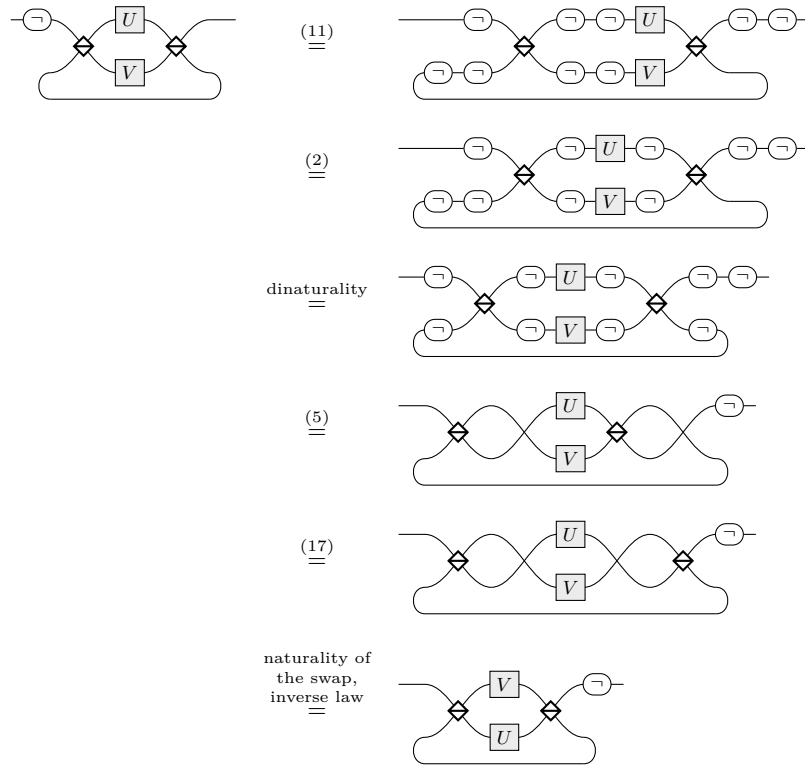 ¬ U (11) ¬ ¬ ¬ U ¬ ¬
=
V ¬ ¬ ¬ ¬ V
¬ ¬ U ¬ ¬ ¬
(2)
=
¬ ¬ ¬ V ¬
¬ ¬ U ¬ ¬ ¬
dinaturality
=
¬ ¬ V ¬ ¬
U ¬
(5)
=
V
U ¬
(17)
=
V
naturality of
the swap,
inverse law
=
V ¬
U